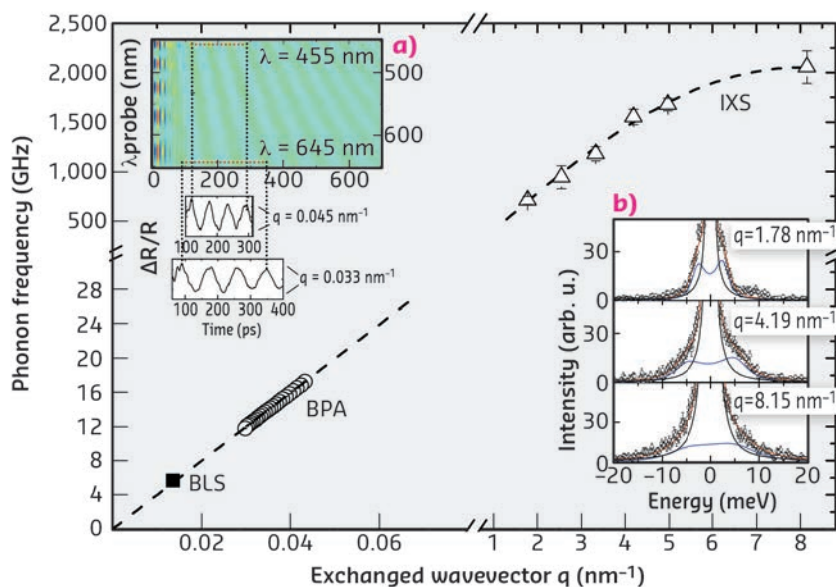 Phonon frequency (GHz)
2,500
2,000
1,500
1,000
500
28
24
20
16
12
8
4
0
0.02
0.04
0.06
1
2
3
4
5
6
7
8
Exchanged wavevector q (nm⁻¹)
a)
λprobe (nm)
λ = 455 nm
λ = 645 nm
500
600
0
200
400
600
ΔR/R
q = 0.045 nm⁻¹
100
200
300
q = 0.033 nm⁻¹
100
200
300
400
Time (ps)
BLS
BPA
IXS
b)
Intensity (arb. u.)
30
0
q=1.78 nm⁻¹
30
0
q=4.19 nm⁻¹
30
0
q=8.15 nm⁻¹
−20
−10
0
10
20
Energy (meV)